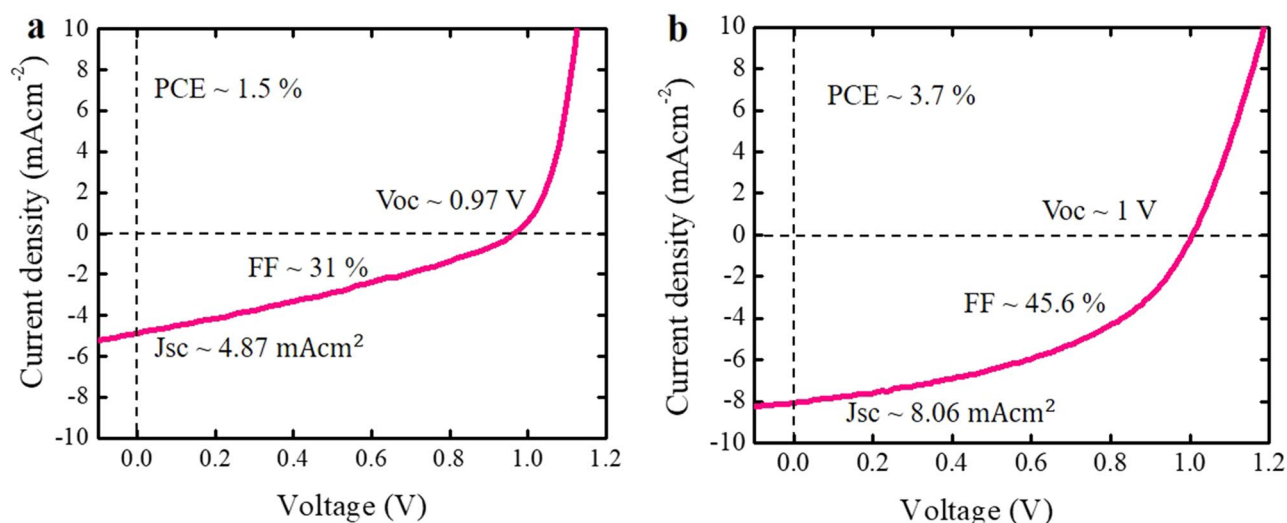 a
10
8
6
4
2
0
-2
-4
-6
-8
-10
Current density (mAcm⁻²)
PCE ~ 1.5 %
Voc ~ 0.97 V
FF ~ 31 %
Jsc ~ 4.87 mAcm²
0.0 0.2 0.4 0.6 0.8 1.0 1.2
Voltage (V)
b
10
8
6
4
2
0
-2
-4
-6
-8
-10
Current density (mAcm⁻²)
PCE ~ 3.7 %
Voc ~ 1 V
FF ~ 45.6 %
Jsc ~ 8.06 mAcm²
0.0 0.2 0.4 0.6 0.8 1.0 1.2
Voltage (V)